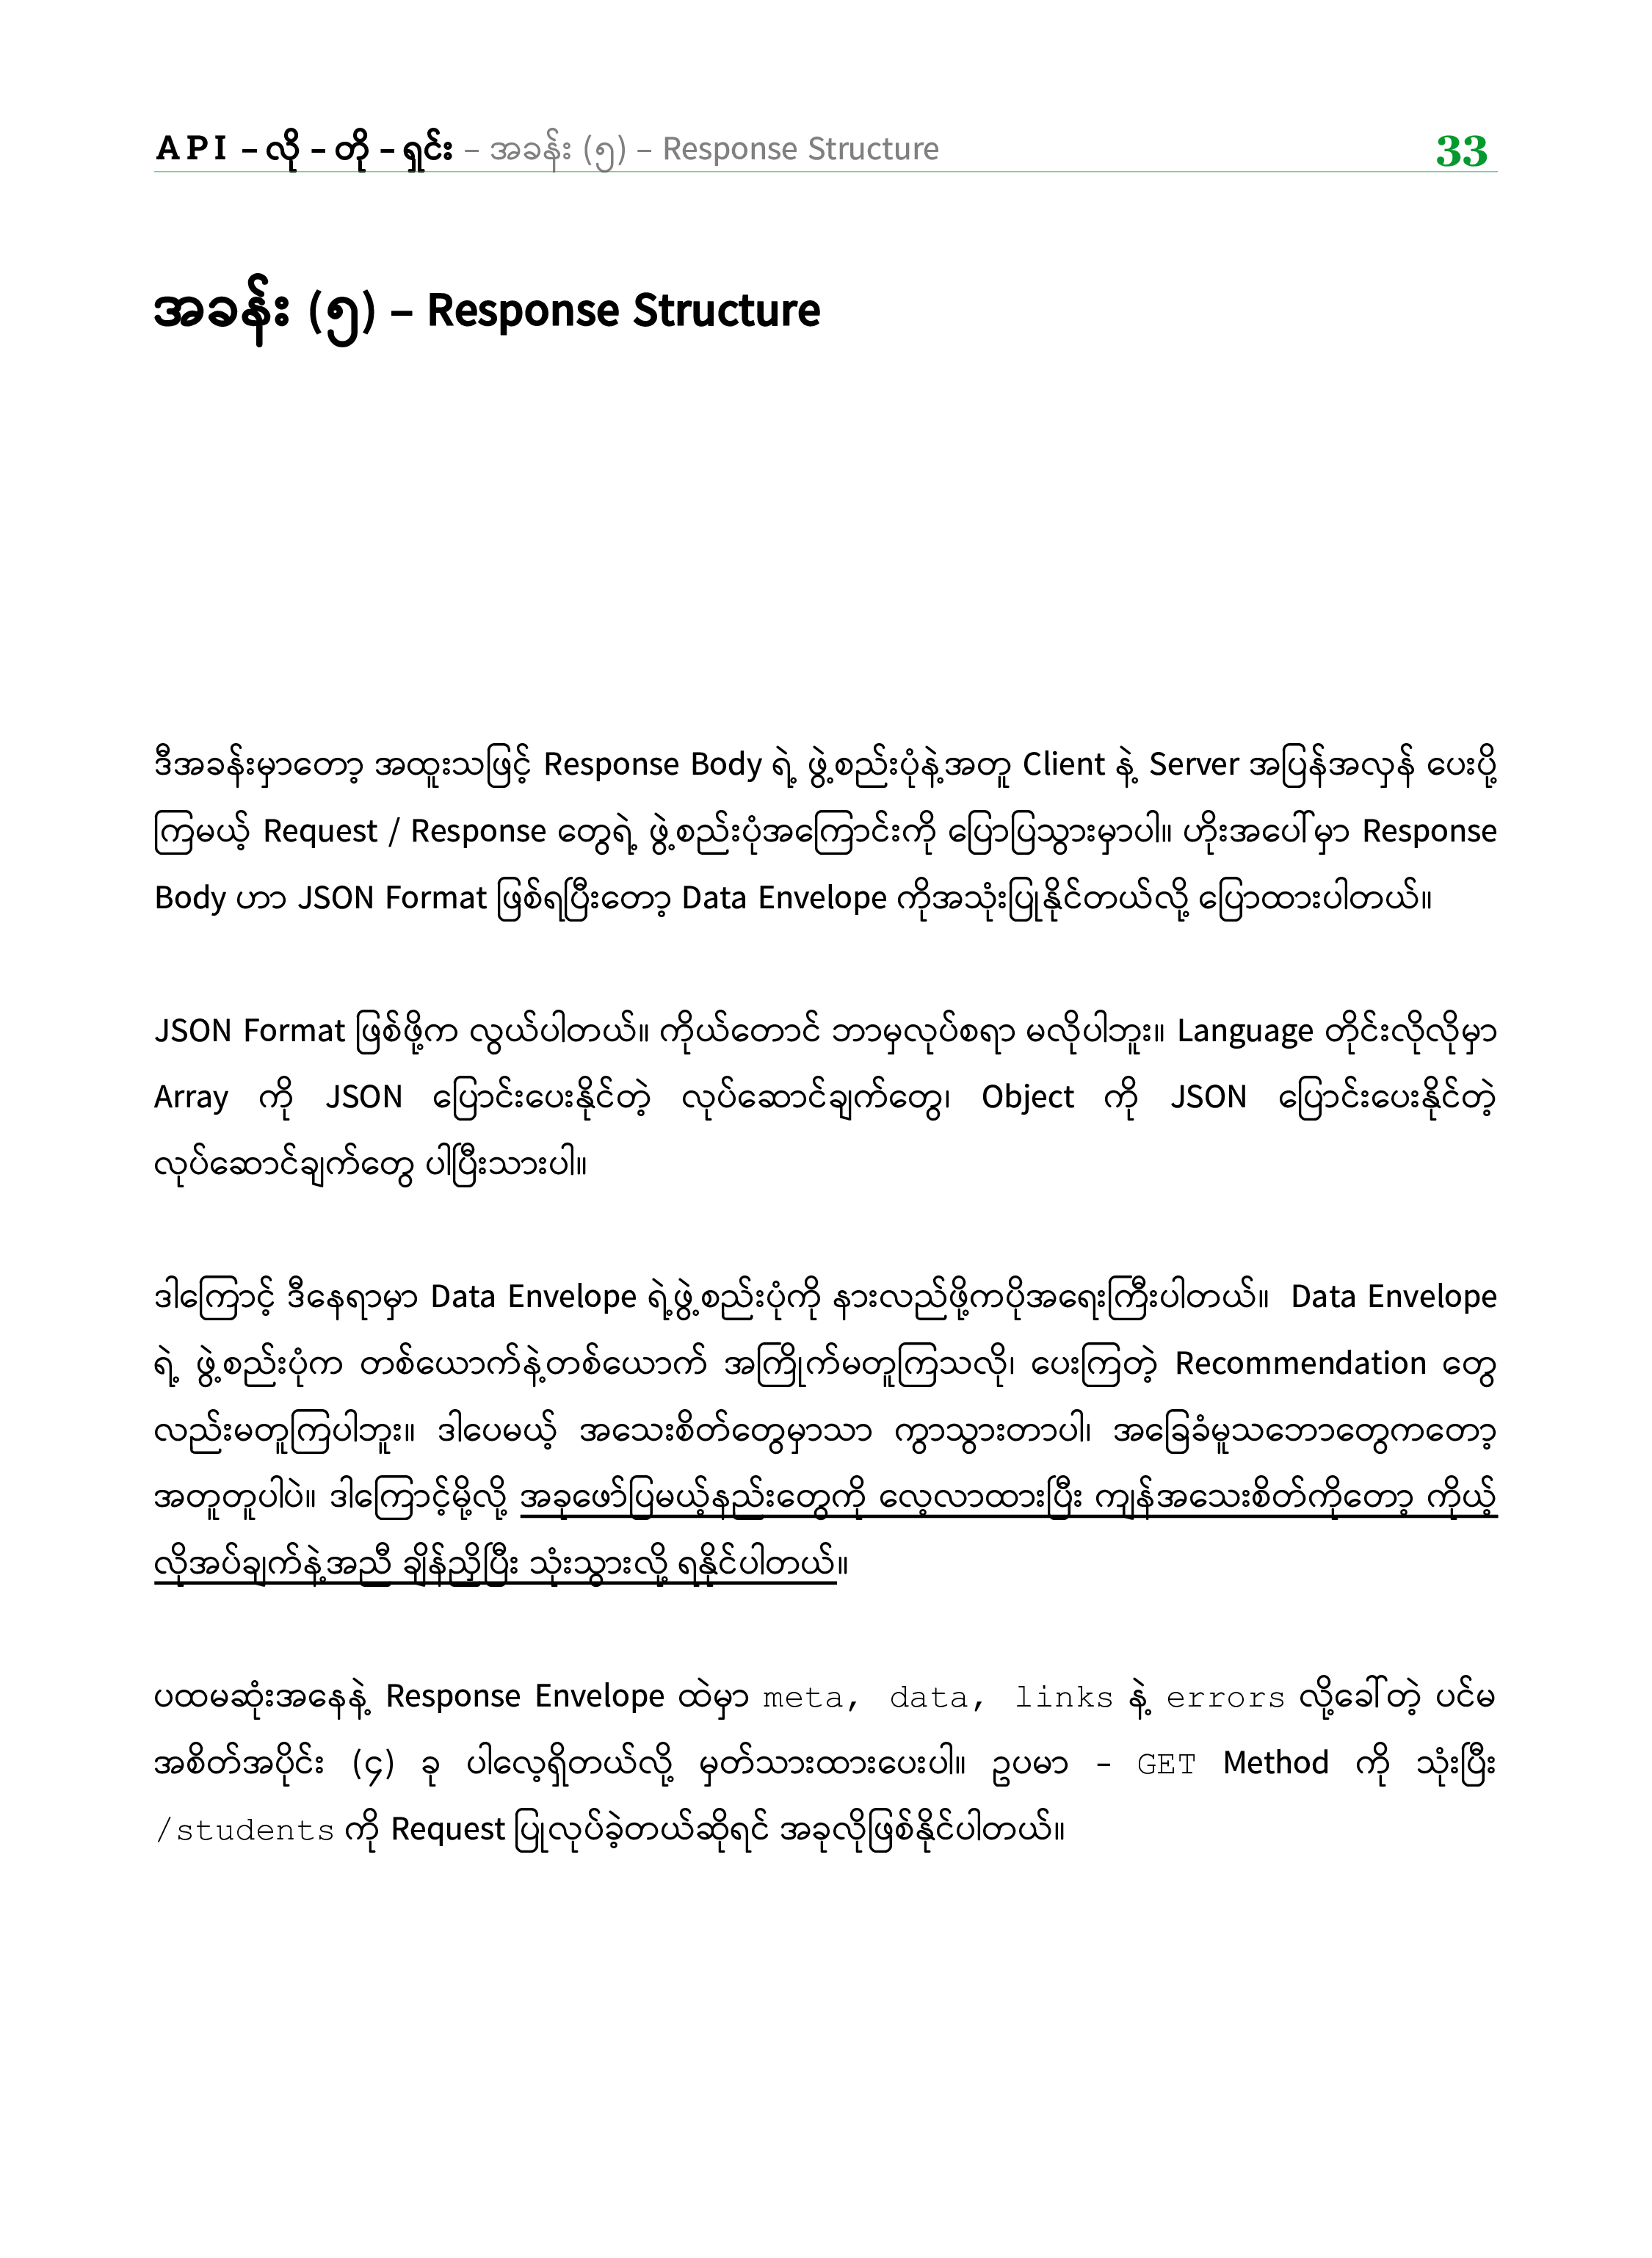 API – လို – တို – ရှင်း – အခန်း (၅) – Response Structure 33
အခန်း (၅) – Response Structure
ဒီအခန်းမှာတော့ အထူးသဖြင့် Response Body ရဲ့ ဖွဲ့စည်းပုံနဲ့အတူ Client နဲ့ Server အပြန်အလှန် ပေးပို့
ကြမယ့် Request / Response တွေရဲ့ ဖွဲ့စည်းပုံအကြောင်းကို ပြောပြသွားမှာပါ။ ဟိုးအပေါ်မှာ Response
Body ဟာ JSON Format ဖြစ်ရပြီးတော့ Data Envelope ကိုအသုံးပြုနိုင်တယ်လို့ ပြောထားပါတယ်။
JSON Format ဖြစ်ဖို့က လွယ်ပါတယ်။ ကိုယ်တောင် ဘာမှလုပ်စရာ မလိုပါဘူး။ Language တိုင်းလိုလိုမှာ
Array ကို JSON ပြောင်းပေးနိုင်တဲ့ လုပ်ဆောင်ချက်တွေ၊ Object ကို JSON ပြောင်းပေးနိုင်တဲ့
လုပ်ဆောင်ချက်တွေ ပါပြီးသားပါ။
ဒါကြောင့် ဒီနေရာမှာ Data Envelope ရဲ့ဖွဲ့စည်းပုံကို နားလည်ဖို့ကပိုအရေးကြီးပါတယ်။ Data Envelope
ရဲ့ ဖွဲ့စည်းပုံက တစ်ယောက်နဲ့တစ်ယောက် အကြိုက်မတူကြသလို၊ ပေးကြတဲ့ Recommendation တွေ
လည်းမတူကြပါဘူး။ ဒါပေမယ့် အသေးစိတ်တွေမှာသာ ကွာသွားတာပါ၊ အခြေခံမူသဘောတွေကတော့
အတူတူပါပဲ။ ဒါကြောင့်မို့လို့ အခုဖော်ပြမယ့်နည်းတွေကို လေ့လာထားပြီး ကျန်အသေးစိတ်ကိုတော့ ကိုယ့်
လိုအပ်ချက်နဲ့အညီ ချိန်ညှိပြီး သုံးသွားလို့ ရနိုင်ပါတယ်။
ပထမဆုံးအနေနဲ့ Response Envelope ထဲမှာ meta, data, links နဲ့ errors လို့ခေါ်တဲ့ ပင်မ
အစိတ်အပိုင်း (၄) ခု ပါလေ့ရှိတယ်လို့ မှတ်သားထားပေးပါ။ ဥပမာ – GET Method ကို သုံးပြီး
/students ကို Request ပြုလုပ်ခဲ့တယ်ဆိုရင် အခုလိုဖြစ်နိုင်ပါတယ်။